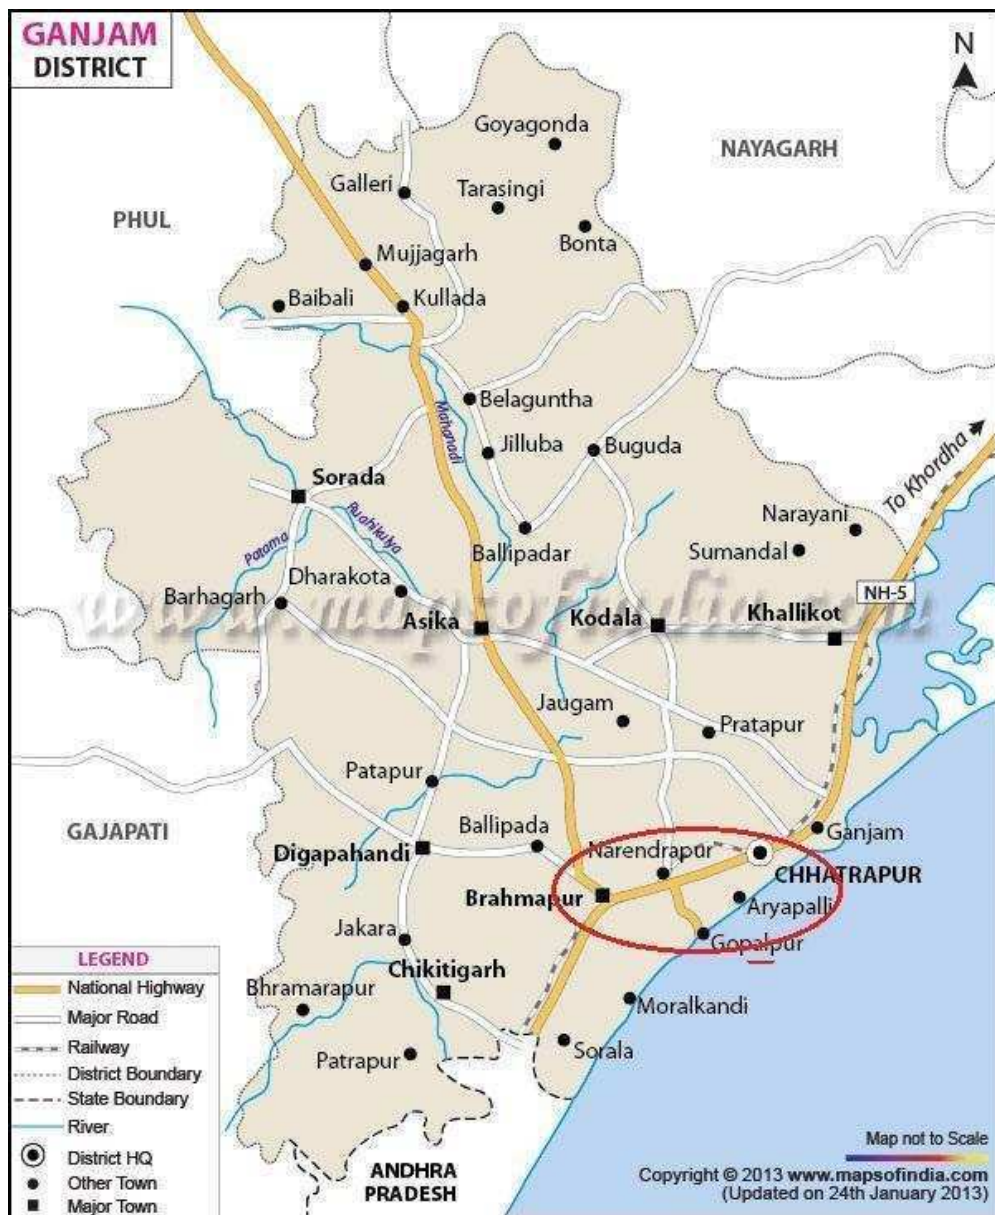 GANJAM
DISTRICT
N
Goyagonda
NAYAGARH
Galleri
Tarasingi
PHUL
Bonta
Mujjagarh
Baibali
Kullada
Belaguntha
Mahanadi
Jilluba
Buguda
To Khordha
Sorada
Narayani
Ruahikulya
Patama
Ballipadar
Sumandal
Dharakota
NH-5
Barhagarh
www.mapsofindia.com
Asika
Kodala
Khallikot
Jaugam
Pratapur
Patapur
GAJAPATI
Ballipada
Ganjam
Digapahandi
Narendrapur
CHHATRAPUR
Brahmapur
Aryapalli
Jakara
Gopalpur
LEGEND
Chikitigarh
National Highway
Bhramarapur
Moralkandi
Major Road
Railway
Sorala
Patrapur
District Boundary
State Boundary
River
Map not to Scale
District HQ
ANDHRA
PRADESH
Copyright © 2013 www.mapsofindia.com
Other Town
(Updated on 24th January 2013)
Major Town